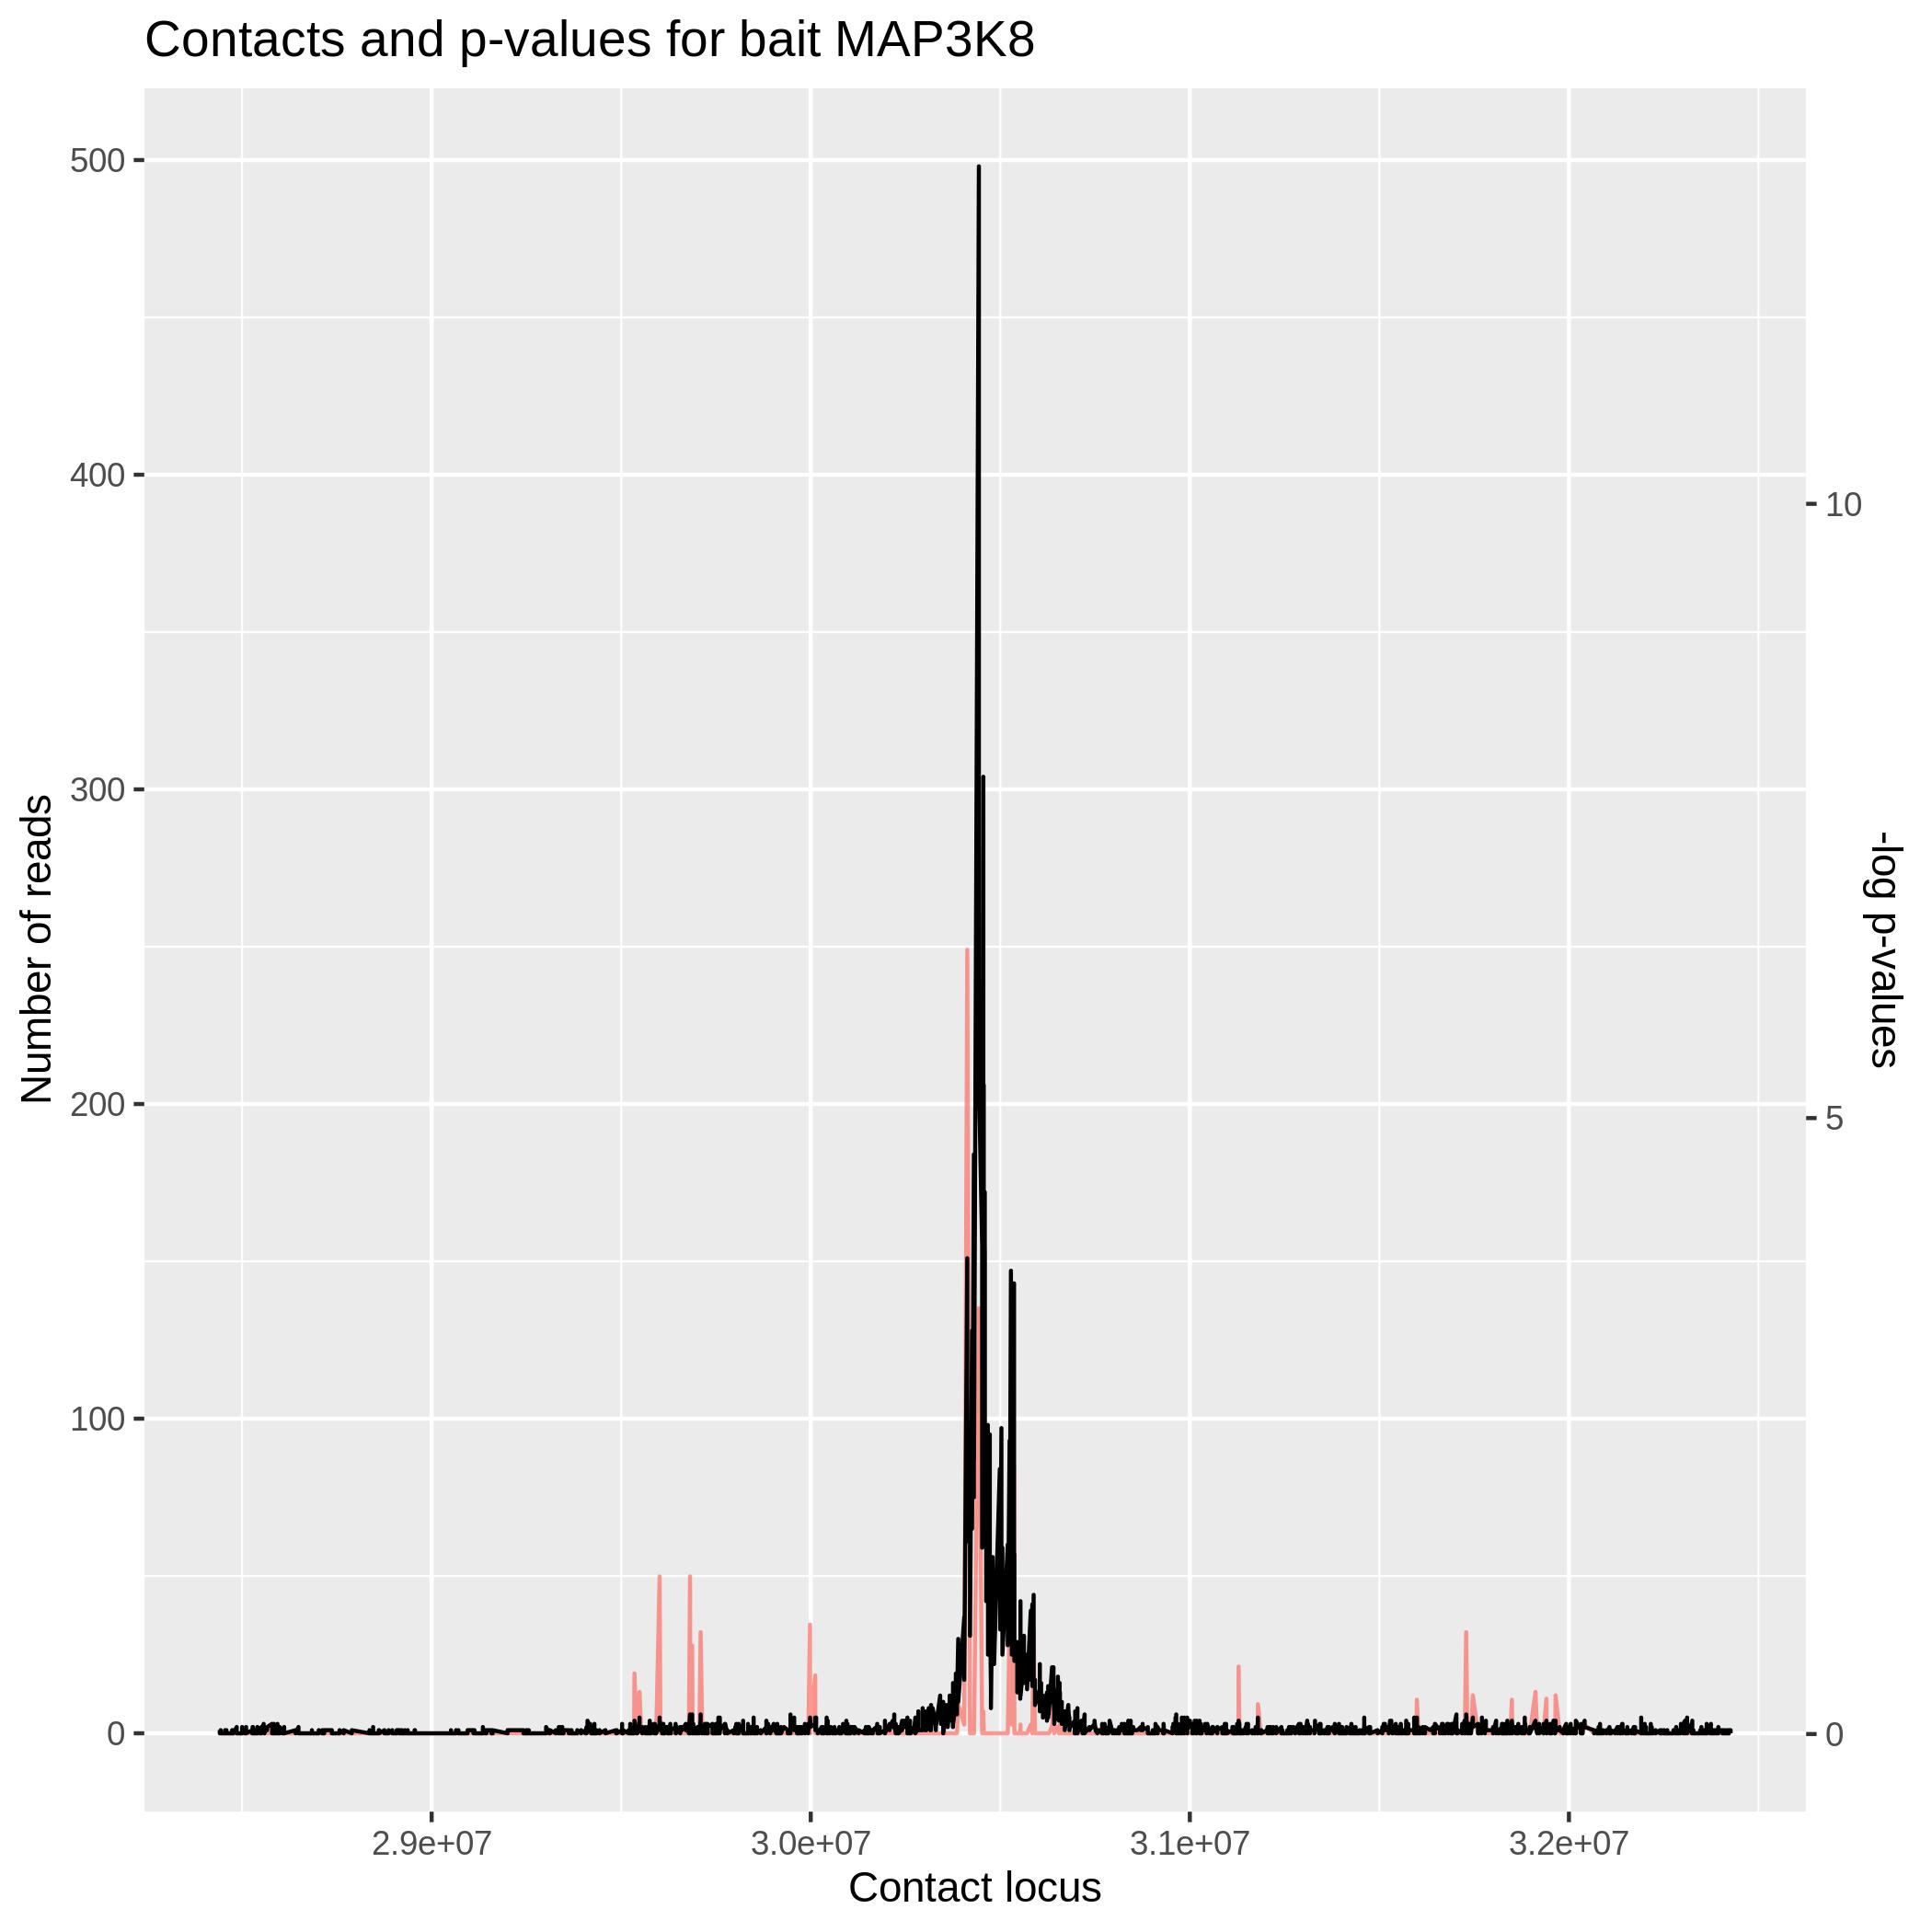 Contacts and p-values for bait MAP3K8
Number of reads
500
400
300
200
100
0
10
5
0
-log p-values
2.9e+07
3.0e+07
3.1e+07
3.2e+07
Contact locus